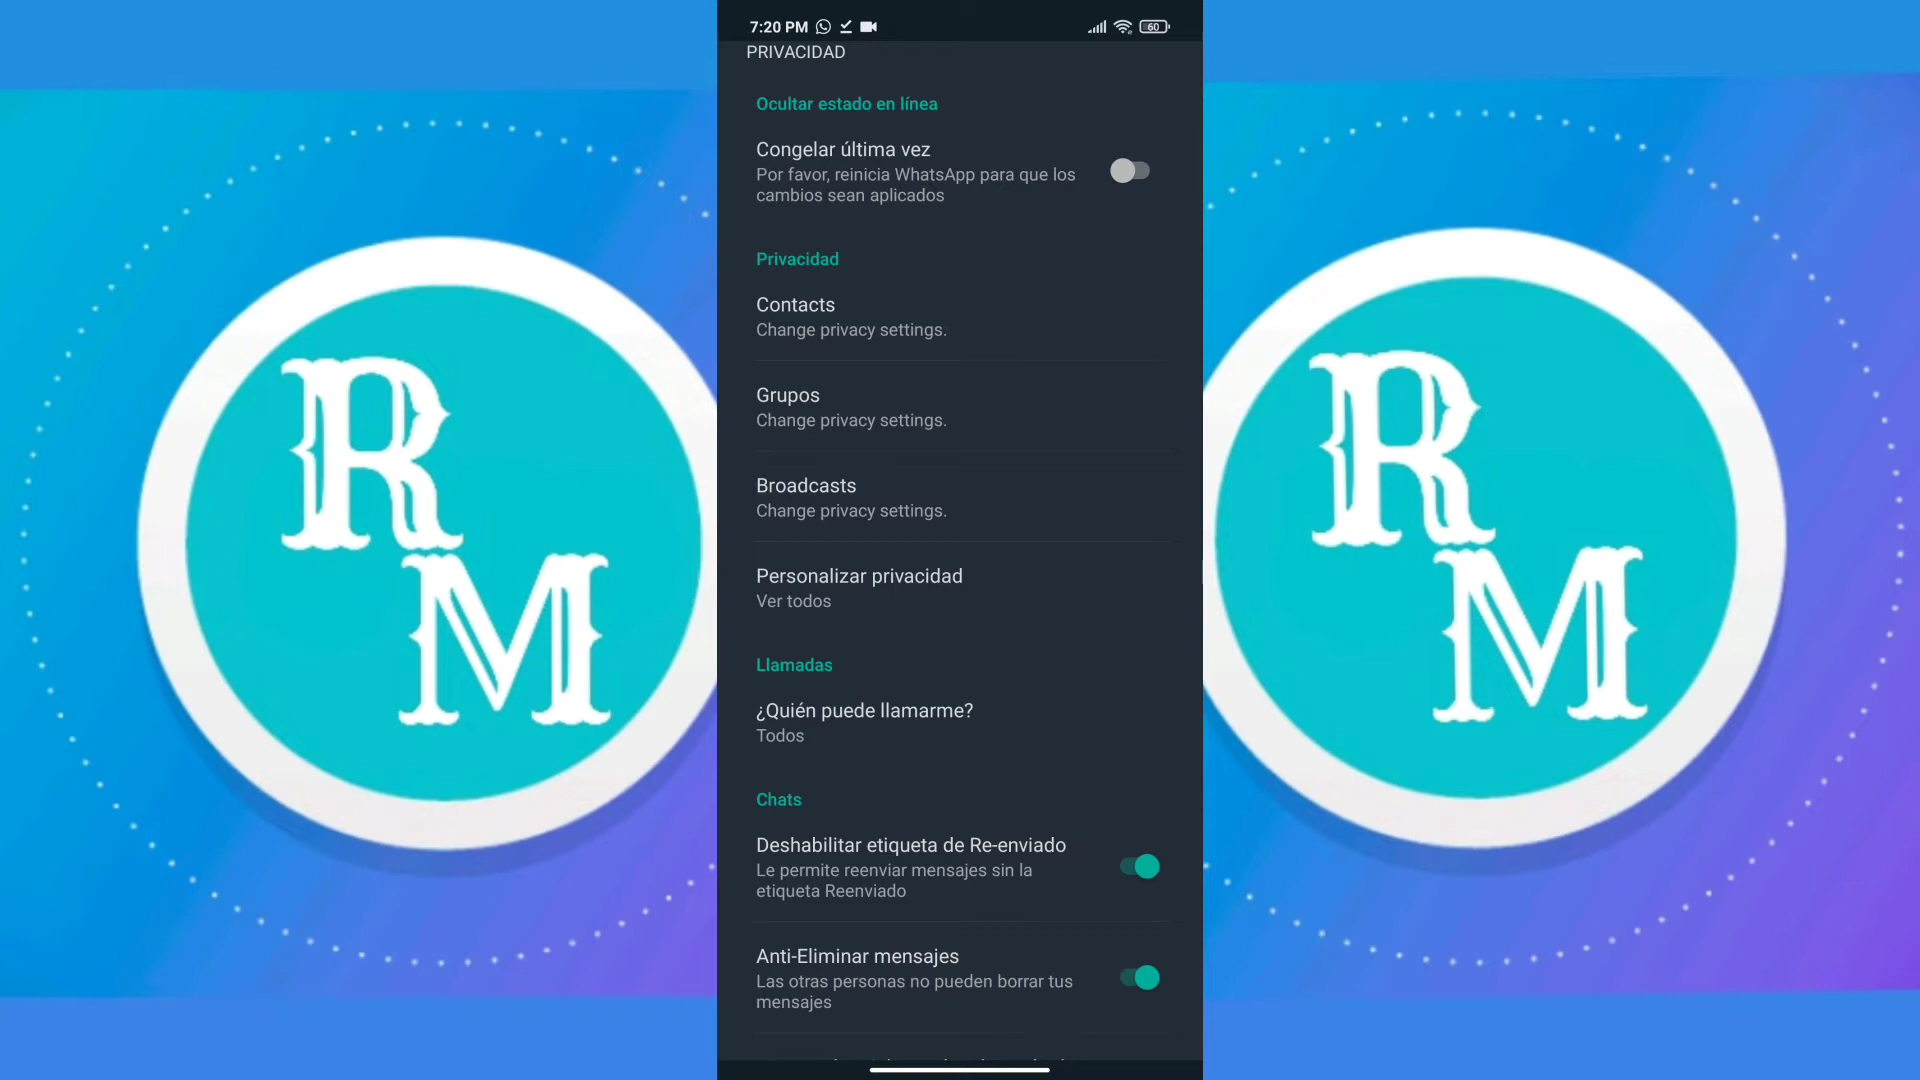 7:20 PM
60
PRIVACIDAD
Ocultar estado en línea
Congelar última vez
Por favor, reinicia WhatsApp para que los
cambios sean aplicados
Privacidad
Contacts
Change privacy settings.
Grupos
Change privacy settings.
Broadcasts
Change privacy settings.
Personalizar privacidad
Ver todos
Llamadas
¿Quién puede llamarme?
Todos
Chats
Deshabilitar etiqueta de Re-enviado
Le permite reenviar mensajes sin la
etiqueta Reenviado
Anti-Eliminar mensajes
Las otras personas no pueden borrar tus
mensajes
R
M
R
M